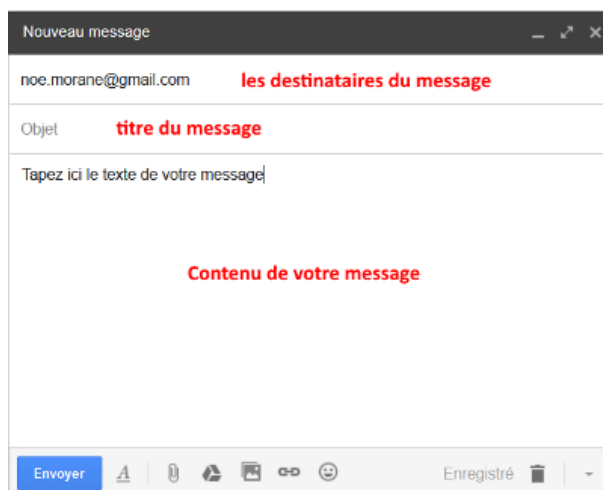 Nouveau message
noe.morane@gmail.com les destinataires du message
Objet titre du message
Tapez ici le texte de votre message
Contenu de votre message
Envoyer A Enregistré